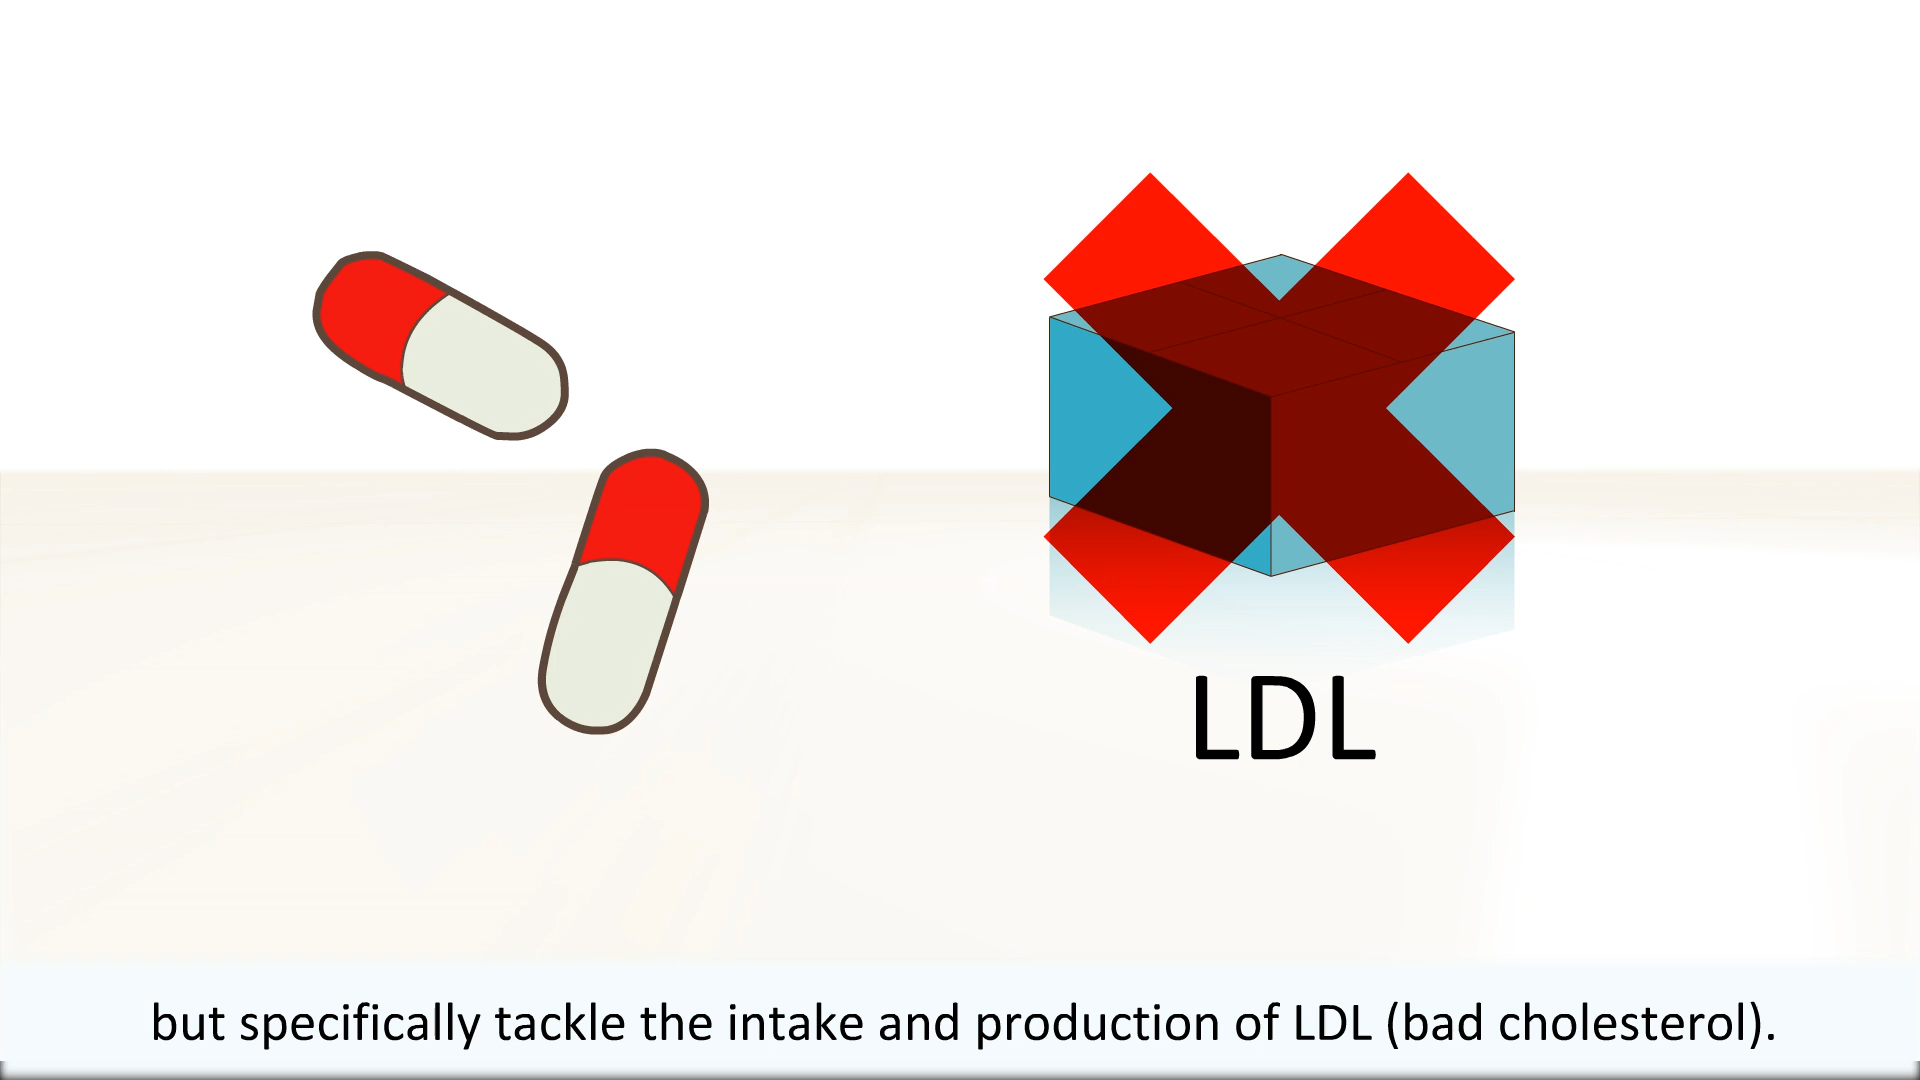 LDL
but specifically tackle the intake and production of LDL (bad cholesterol).